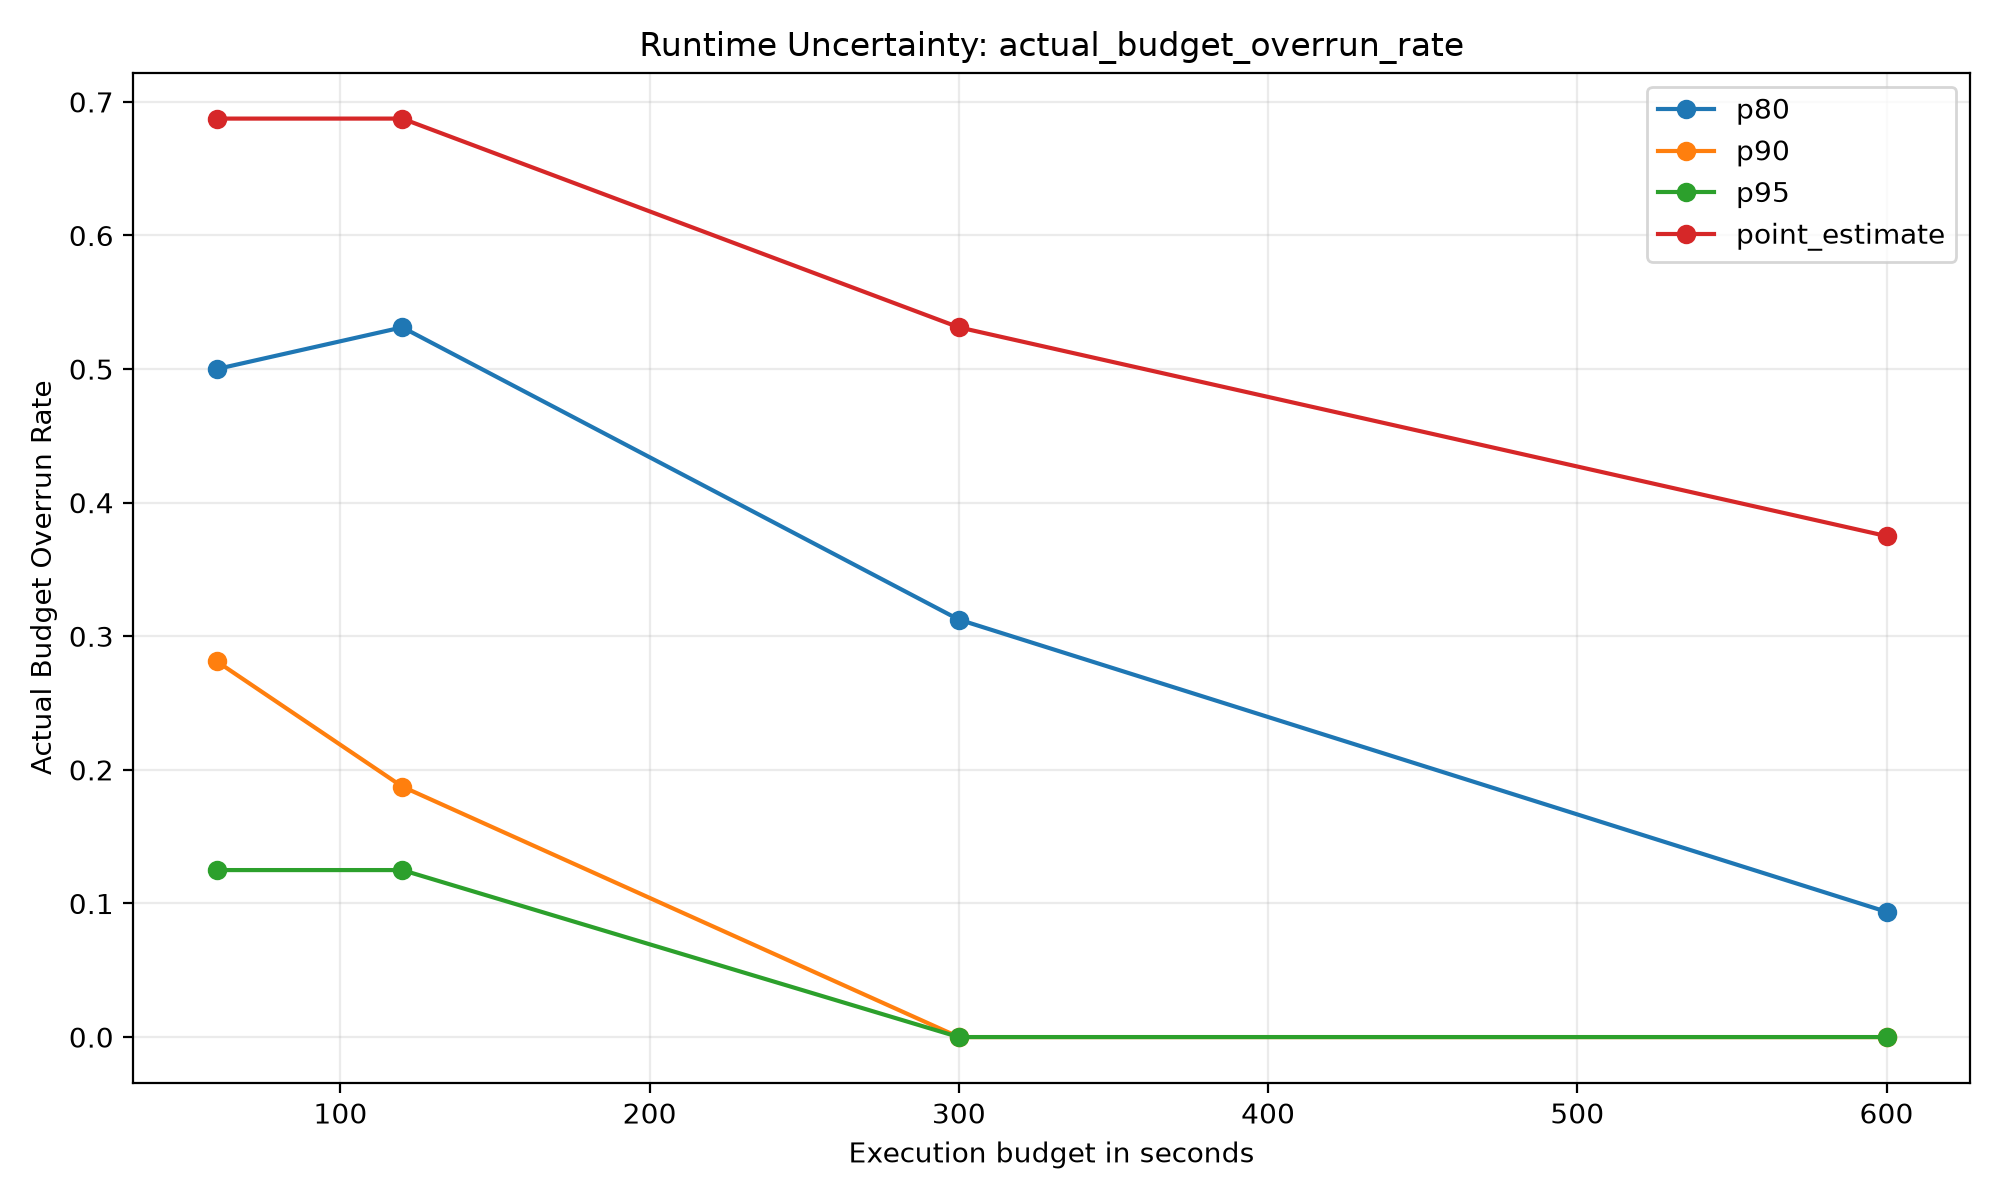 Runtime Uncertainty: actual_budget_overrun_rate
p80
p90
p95
point_estimate
Actual Budget Overrun Rate
0.7
0.6
0.5
0.4
0.3
0.2
0.1
0.0
100 200 300 400 500 600
Execution budget in seconds